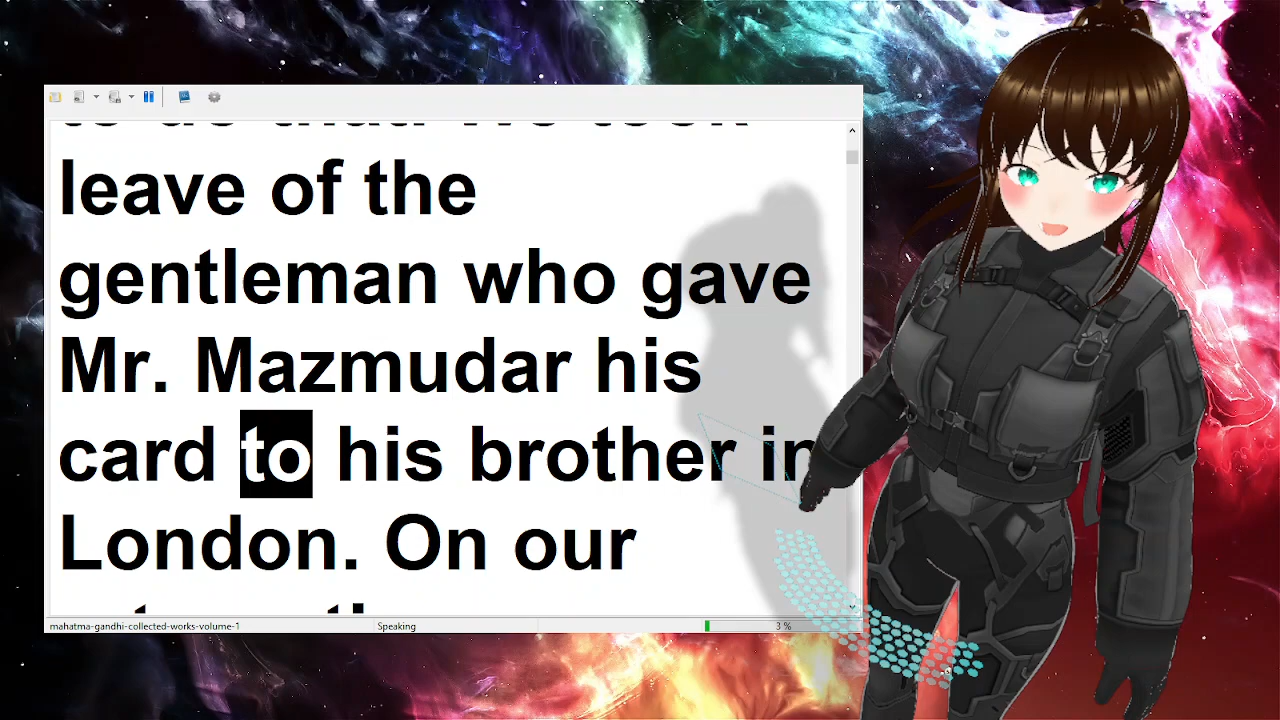 leave of the
gentleman who gave
Mr. Mazmudar his
card to his brother in
London. On our
mahatma-gandhi-collected-works-volume-1 Speaking 3 %